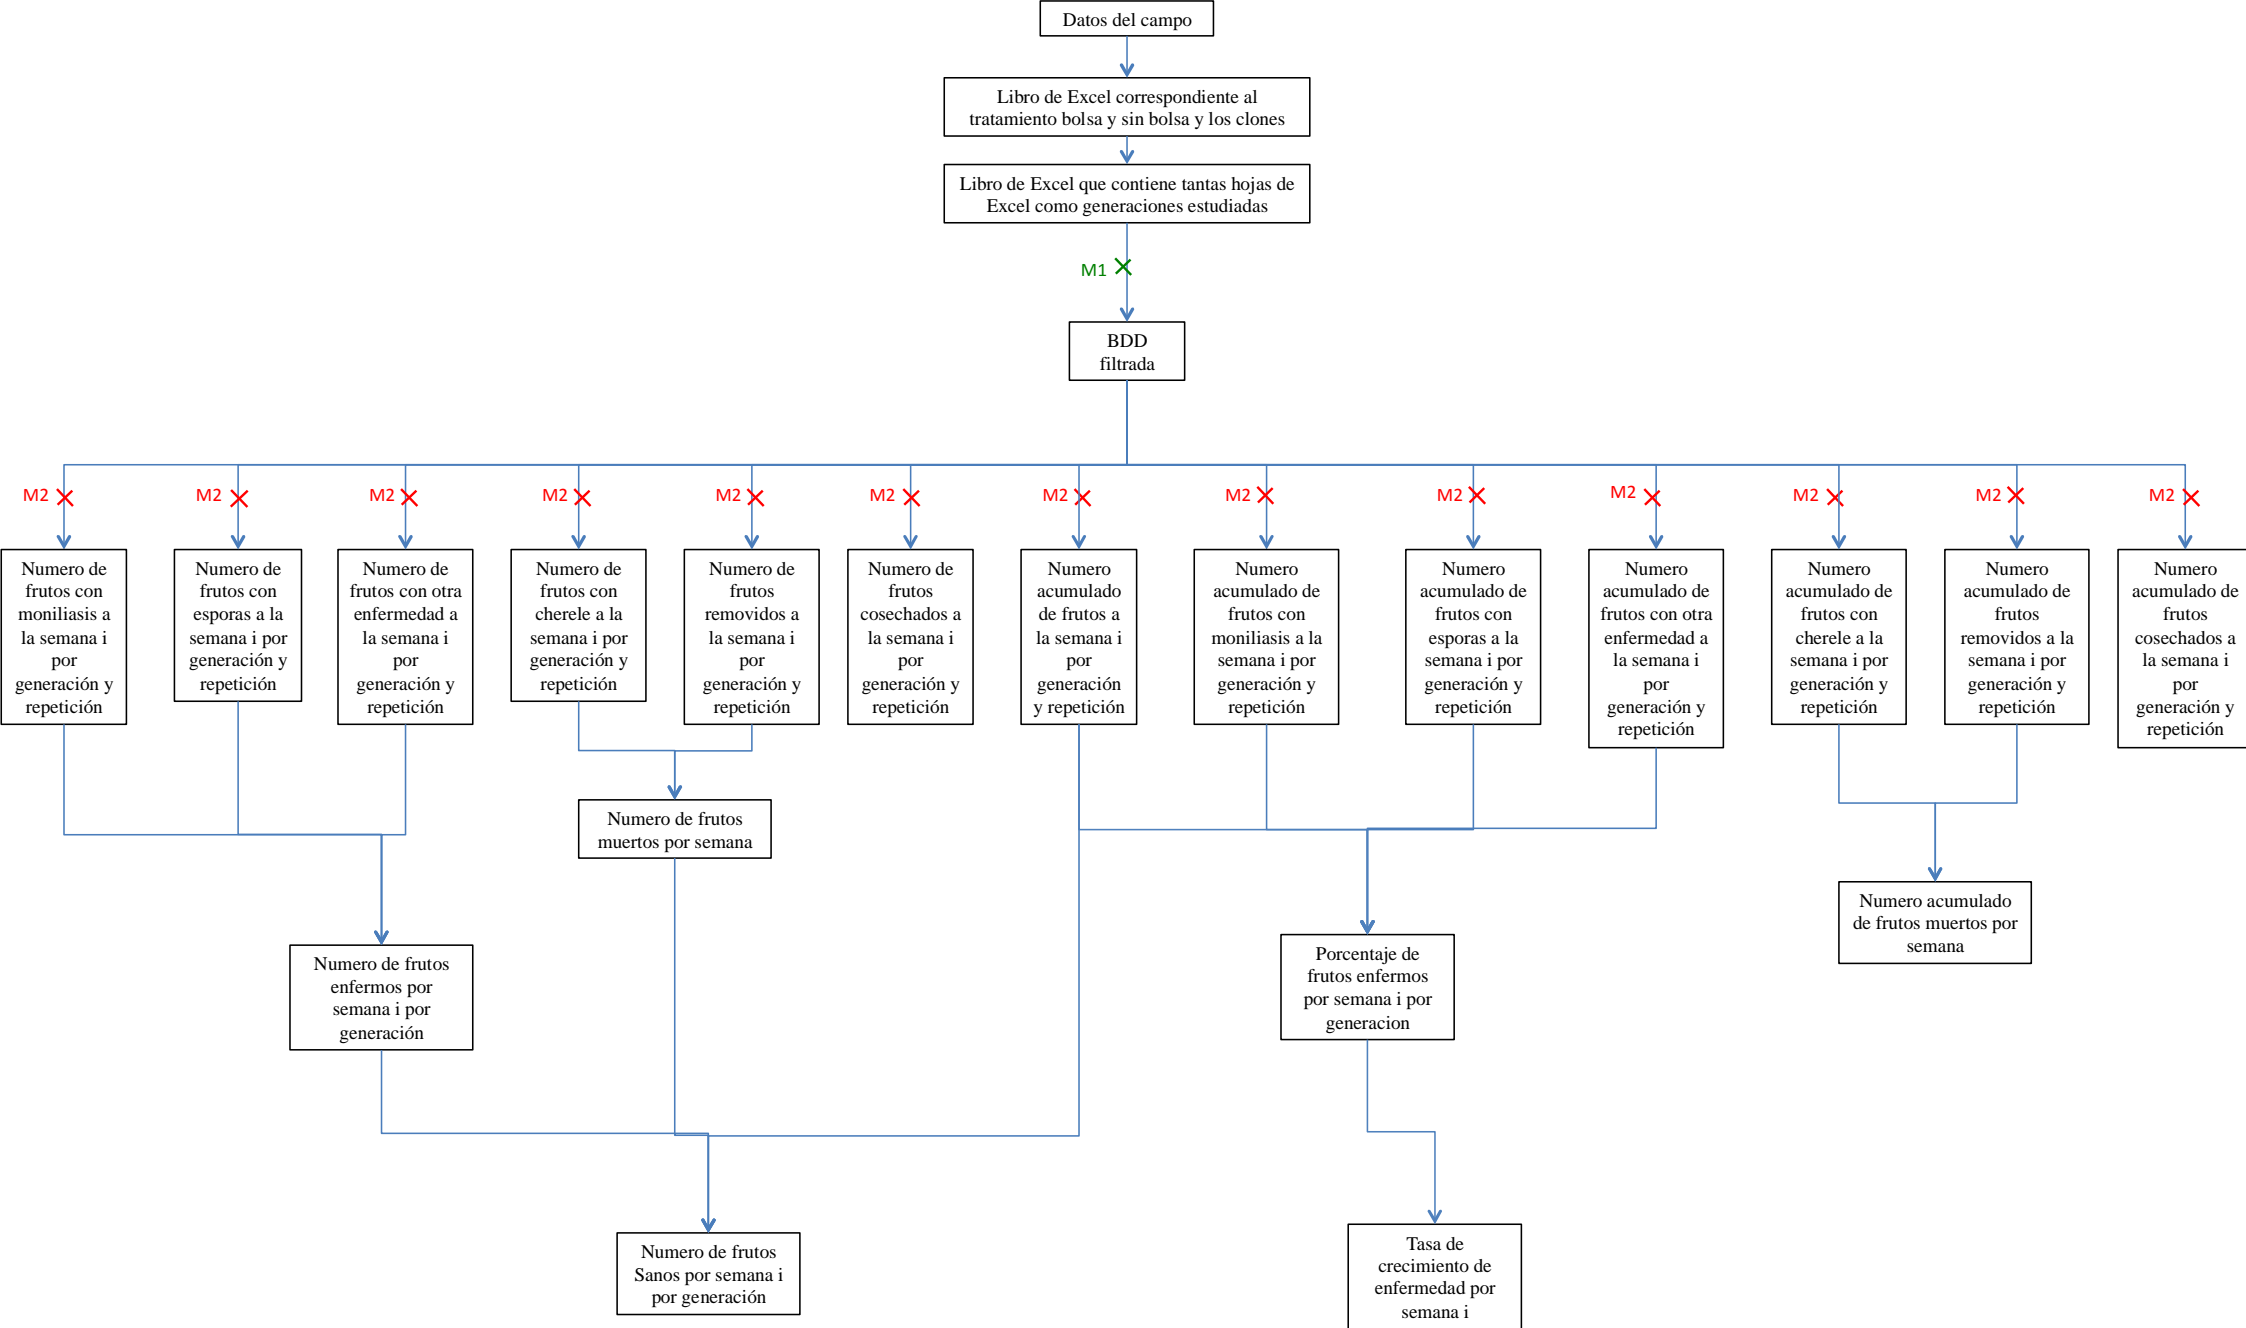 Datos del campo
Libro de Excel correspondiente al
tratamiento bolsa y sin bolsa y los clones
Libro de Excel que contiene tantas hojas de
Excel como generaciones estudiadas
M1
BDD
filtrada
M2
M2
M2
M2
M2
M2
M2
M2
M2
M2
M2
M2
M2
Numero de
frutos con
moniliasis a
la semana i
por
generación y
repetición
Numero de
frutos con
esporas a la
semana i por
generación y
repetición
Numero de
frutos con otra
enfermedad a
la semana i
por
generación y
repetición
Numero de
frutos con
cherele a la
semana i por
generación y
repetición
Numero de
frutos
removidos a
la semana i
por
generación y
repetición
Numero de
frutos
cosechados a
la semana i
por
generación y
repetición
Numero
acumulado
de frutos a
la semana i
por
generación
y repetición
Numero
acumulado de
frutos con
moniliasis a la
semana i por
generación y
repetición
Numero
acumulado de
frutos con
esporas a la
semana i por
generación y
repetición
Numero
acumulado de
frutos con otra
enfermedad a
la semana i
por
generación y
repetición
Numero
acumulado de
frutos con
cherele a la
semana i por
generación y
repetición
Numero
acumulado de
frutos
removidos a la
semana i por
generación y
repetición
Numero
acumulado de
frutos
cosechados a
la semana i
por
generación y
repetición
Numero de frutos
muertos por semana
Numero acumulado
de frutos muertos por
semana
Numero de frutos
enfermos por
semana i por
generación
Porcentaje de
frutos enfermos
por semana i por
generacion
Numero de frutos
Sanos por semana i
por generación
Tasa de
crecimiento de
enfermedad por
semana i